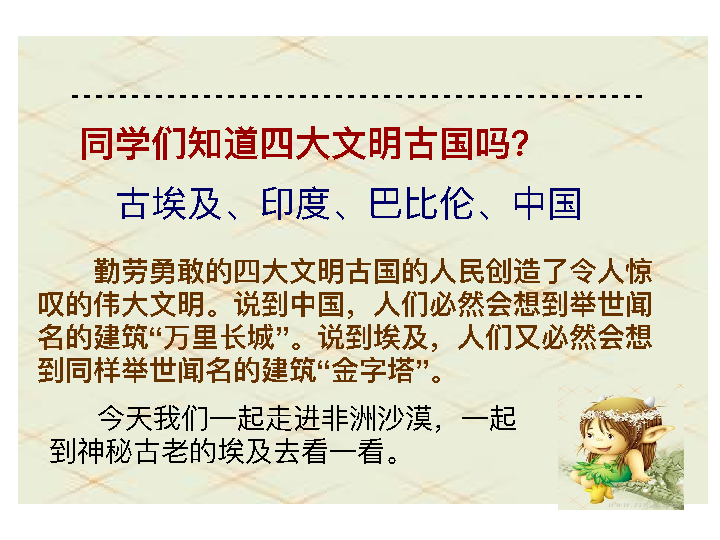 同学们知道四大文明古国吗?
古埃及、印度、巴比伦、中国
勤劳勇敢的四大文明古国的人民创造了令人惊
叹的伟大文明。说到中国，人们必然会想到举世闻
名的建筑“万里长城”。说到埃及，人们又必然会想
到同样举世闻名的建筑“金字塔”。
今天我们一起走进非洲沙漠，一起
到神秘古老的埃及去看一看。